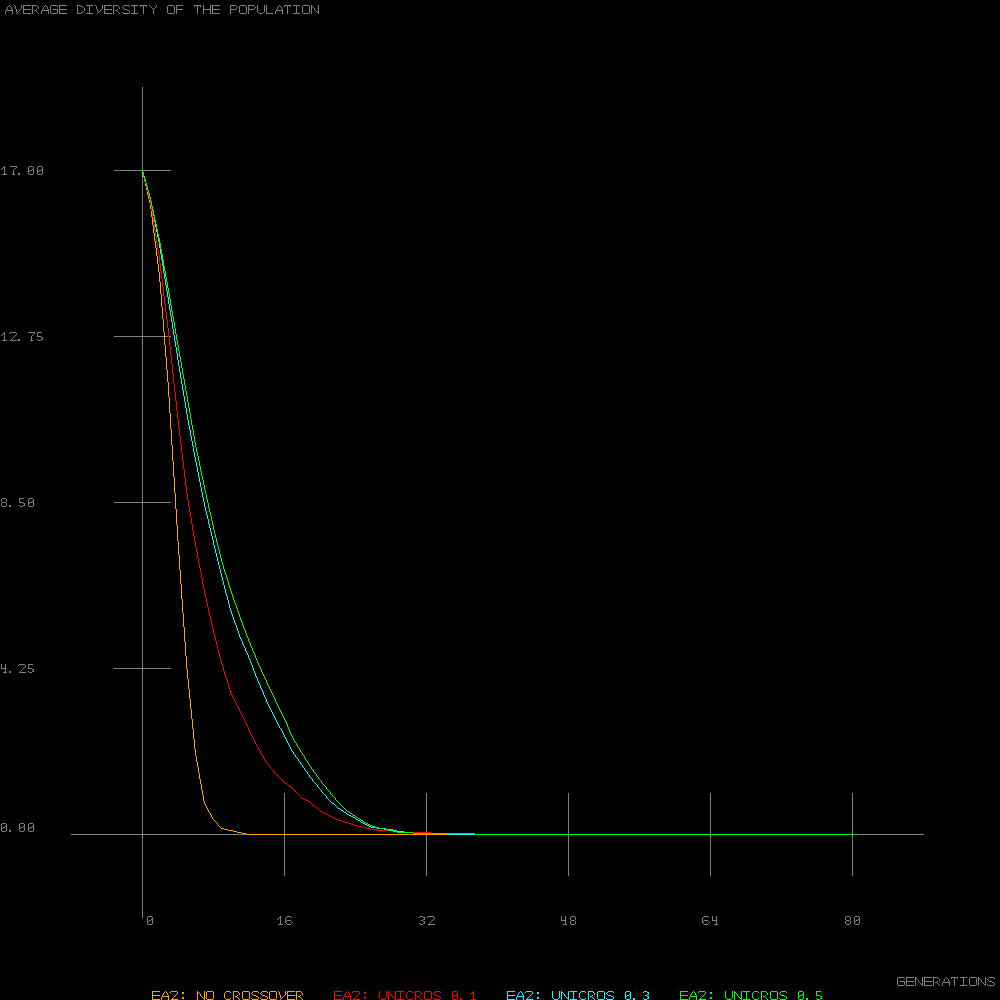 AVERAGE DIVERSITY OF THE POPULATION
17.00
12.75
8.50
4.25
0.00
0 16 32 48 64 80
GENERATIONS
EA2: NO CROSSOVER EA2: UNICROS 0.1 EA2: UNICROS 0.3 EA2: UNICROS 0.5